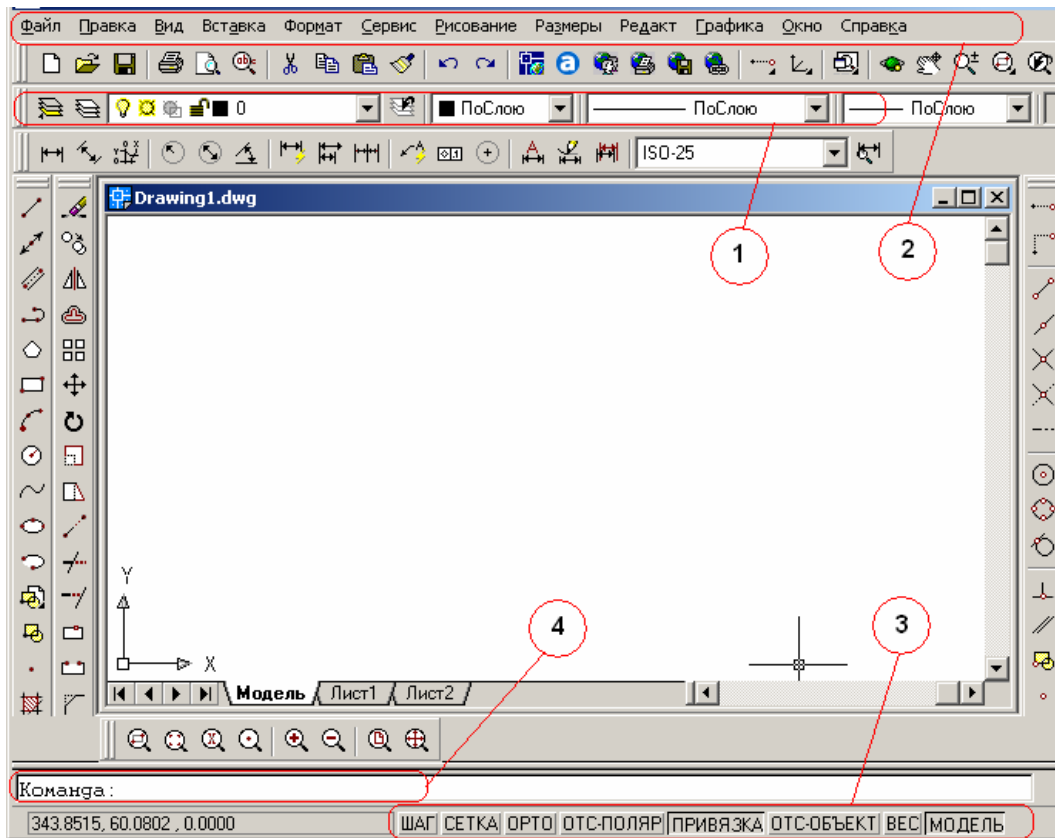 Файл Правка Вид Вставка Формат Сервис Рисование Размеры Редакт Графика Окно Справка
0 ПоСлою ПоСлою ПоСлою
ISO-25
Drawing1.dwg
1 2
Y
4 3
X
Модель Лист1 Лист2
Команда:
343.8515, 60.0802 , 0.0000 ШАГ СЕТКА ОРТО ОТС-ПОЛЯР ПРИВЯЗКА ОТС-ОБЪЕКТ ВЕС МОДЕЛЬ